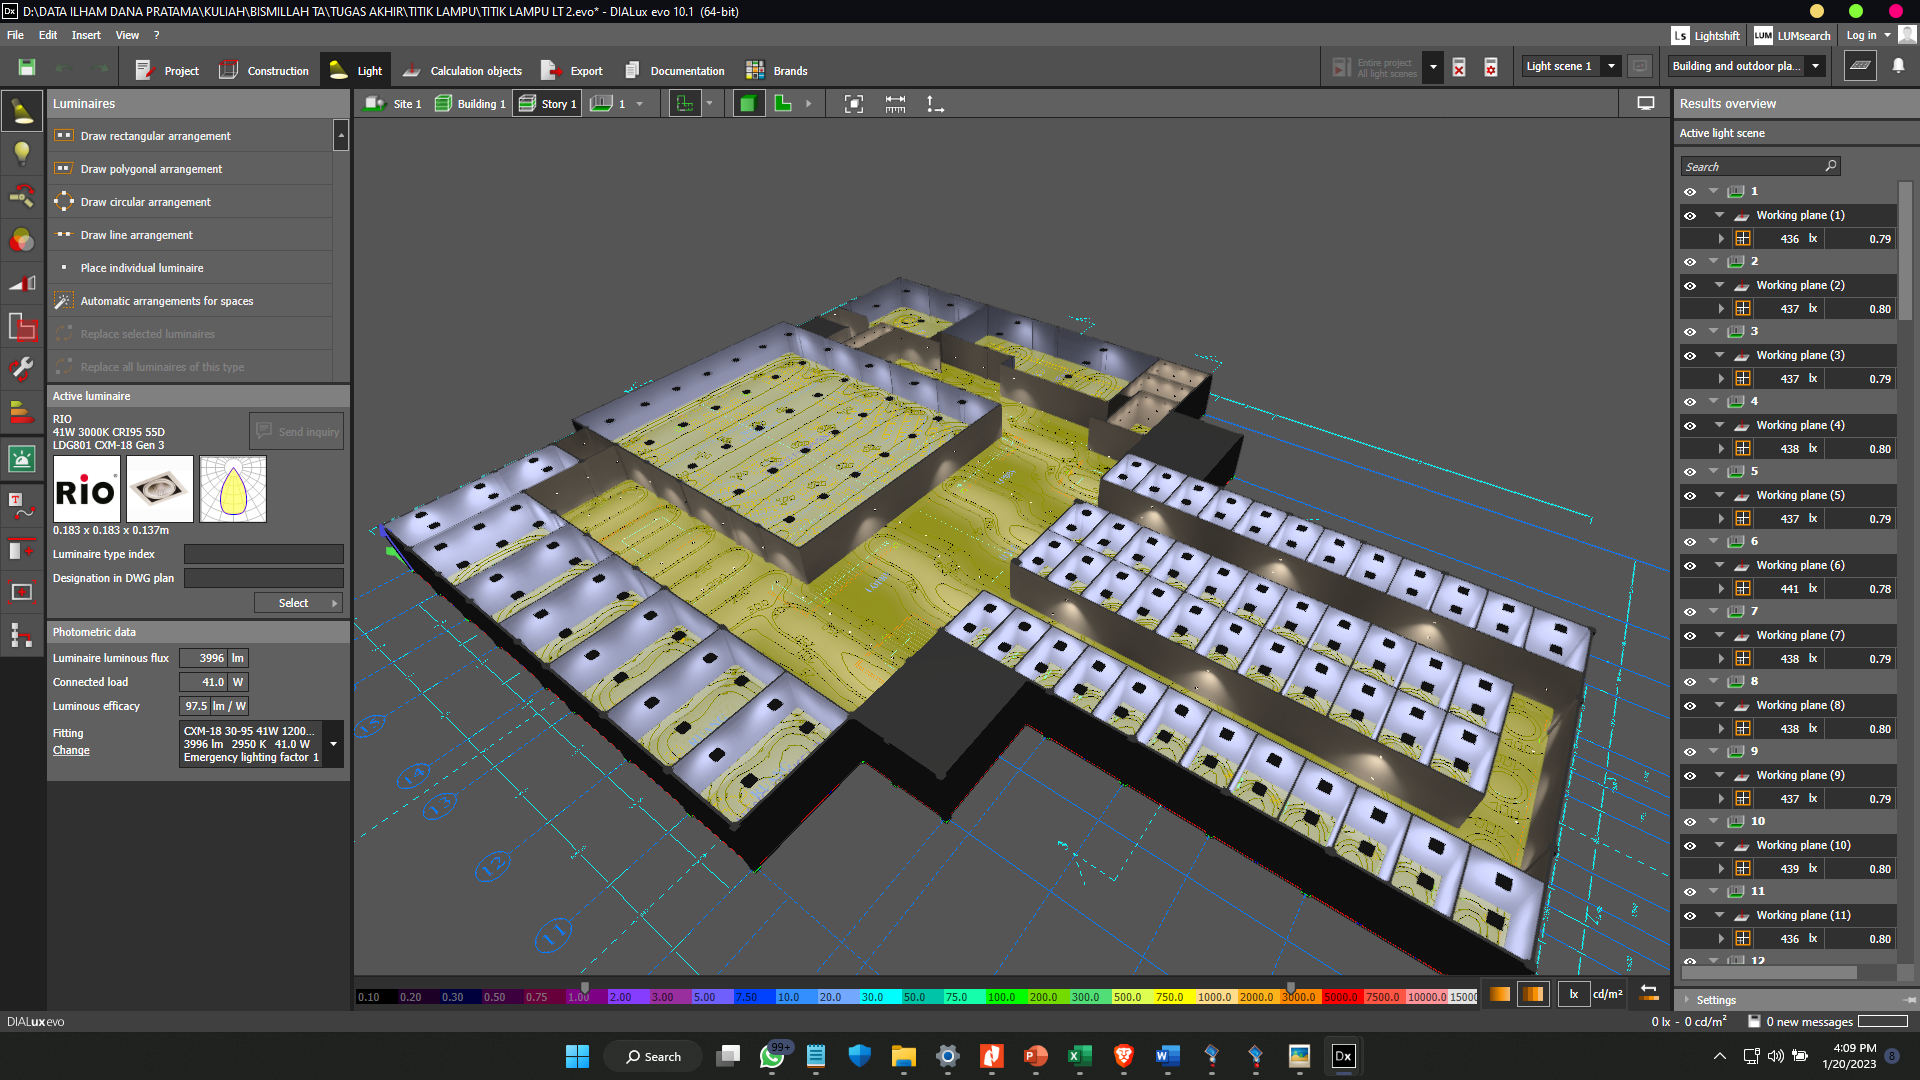 D:\DATA ILHAM DANA PRATAMA\KULIAH\BISMILLAH TA\TUGAS AKHIR\TITIK LAMPU\TITIK LAMPU LT 2.evo* - DIALux evo 10.1 (64-bit)
File Edit Insert View ?
Ls Lightshift LUM LUMsearch Log in
Project Construction Light Calculation objects Export Documentation Brands
Entire project
All light scenes
Light scene 1
Building and outdoor pla...
Luminaires
Site 1 Building 1 Story 1 1
Draw rectangular arrangement
Draw polygonal arrangement
Draw circular arrangement
Draw line arrangement
Place individual luminaire
Automatic arrangements for spaces
Replace selected luminaires
Replace all luminaires of this type
Active luminaire
RIO
41W 3000K CRI95 55D
LDG801 CXM-18 Gen 3
Send inquiry
RIO
0.183 x 0.183 x 0.137m
Luminaire type index
Designation in DWG plan
Select
Photometric data
Luminaire luminous flux 3996 lm
Connected load 41.0 W
Luminous efficacy 97.5 lm / W
Fitting
Change
CXM-18 30-95 41W 1200...
3996 lm 2950 K 41.0 W
Emergency lighting factor 1
15
14
13
12
11
0.10 0.20 0.30 0.50 0.75 1.00 2.00 3.00 5.00 7.50 10.0 20.0 30.0 50.0 75.0 100.0 200.0 300.0 500.0 750.0 1000.0 2000.0 3000.0 5000.0 7500.0 10000.0 15000
lx cd/m²
Results overview
Active light scene
Search
1
Working plane (1)
436 lx 0.79
2
Working plane (2)
437 lx 0.80
3
Working plane (3)
437 lx 0.79
4
Working plane (4)
438 lx 0.80
5
Working plane (5)
437 lx 0.79
6
Working plane (6)
441 lx 0.78
7
Working plane (7)
438 lx 0.79
8
Working plane (8)
438 lx 0.80
9
Working plane (9)
437 lx 0.79
10
Working plane (10)
439 lx 0.80
11
Working plane (11)
436 lx 0.80
12
Settings
DIALux evo
0 lx - 0 cd/m²
0 new messages
Search
99+
Dx
4:09 PM
1/20/2023
8